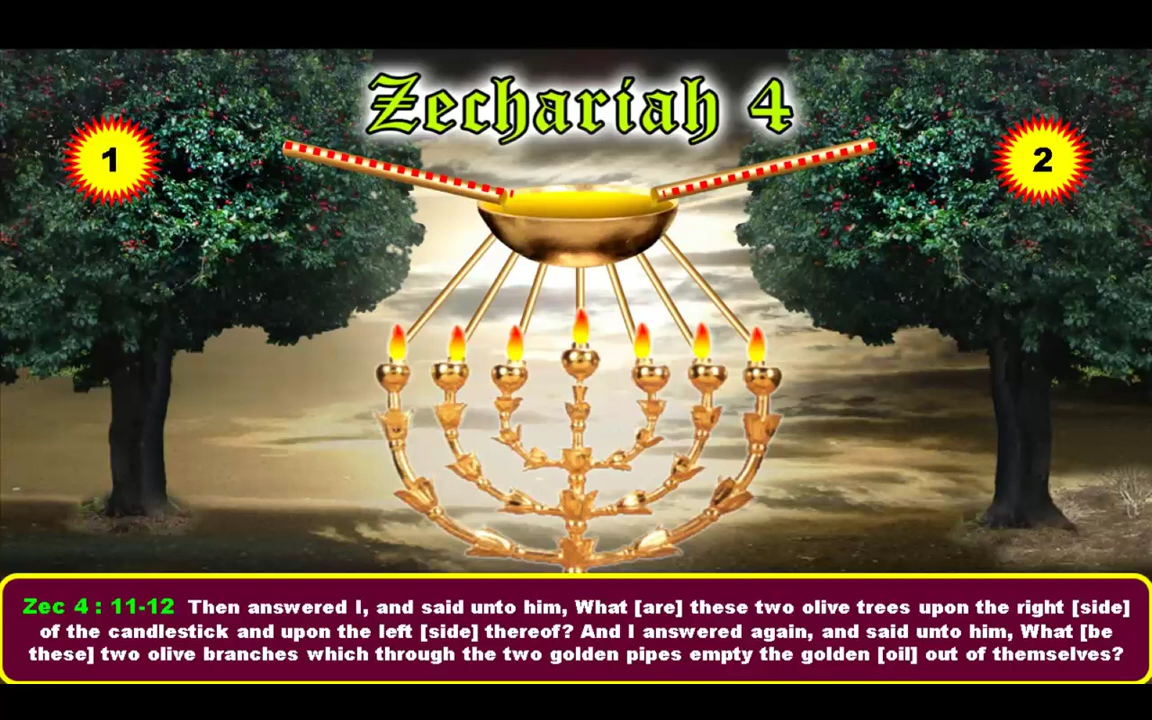 Zechariah 4
1
2
Zec 4 : 11-12 Then answered I, and said unto him, What [are] these two olive trees upon the right [side]
of the candlestick and upon the left [side] thereof? And I answered again, and said unto him, What [be
these] two olive branches which through the two golden pipes empty the golden [oil] out of themselves?